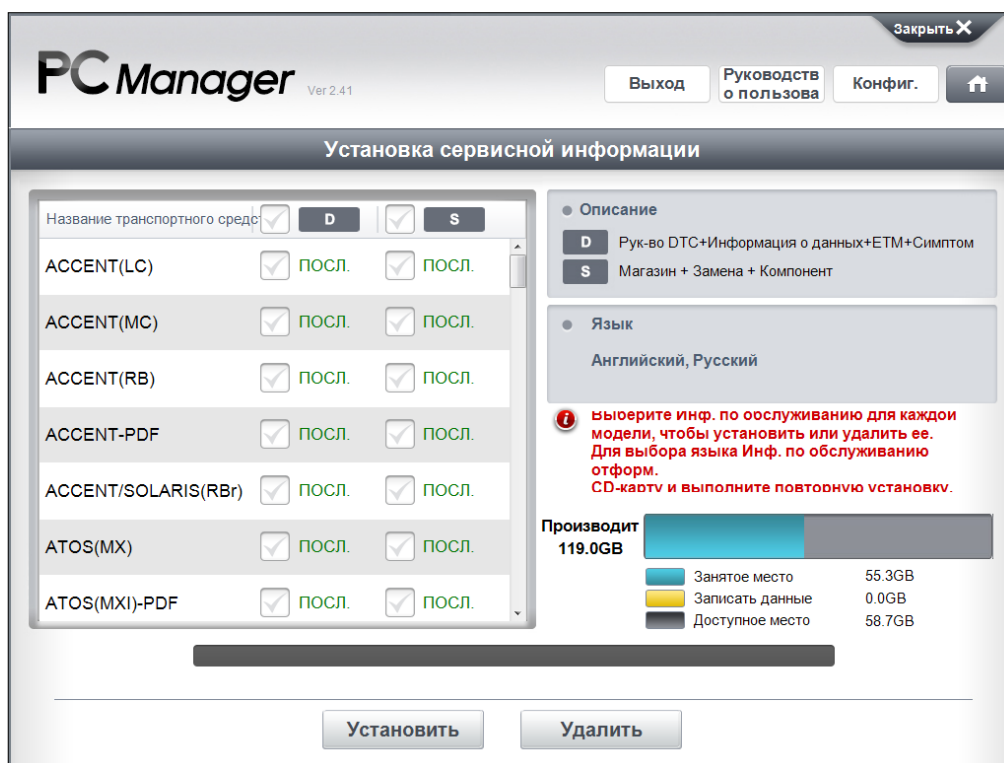 Закрыть X
PC Manager Ver 2.41
Выход
Руководств
о пользова
Конфиг.
Установка сервисной информации
Название транспортного средст D S
ACCENT(LC) ПОСЛ. ПОСЛ.
ACCENT(MC) ПОСЛ. ПОСЛ.
ACCENT(RB) ПОСЛ. ПОСЛ.
ACCENT-PDF ПОСЛ. ПОСЛ.
ACCENT/SOLARIS(RBr) ПОСЛ. ПОСЛ.
ATOS(MX) ПОСЛ. ПОСЛ.
ATOS(MXI)-PDF ПОСЛ. ПОСЛ.
Описание
D Рук-во DTC+Информация о данных+ETM+Симптом
S Магазин + Замена + Компонент
Язык
Английский, Русский
Выберите Инф. по обслуживанию для каждой
модели, чтобы установить или удалить ее.
Для выбора языка Инф. по обслуживанию
отформ.
CD-карту и выполните повторную установку.
Производит
119.0GB
Занятое место 55.3GB
Записать данные 0.0GB
Доступное место 58.7GB
Установить
Удалить